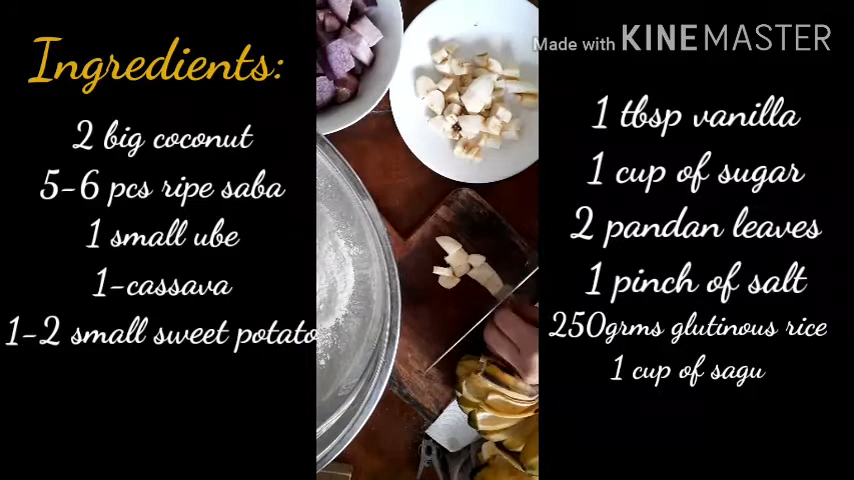 Ingredients:
2 big coconut
5-6 pcs ripe saba
1 small ube
1-cassava
1-2 small sweet potato
Made with KINEMASTER
1 tbsp vanilla
1 cup of sugar
2 pandan leaves
1 pinch of salt
250grms glutinous rice
1 cup of sagu